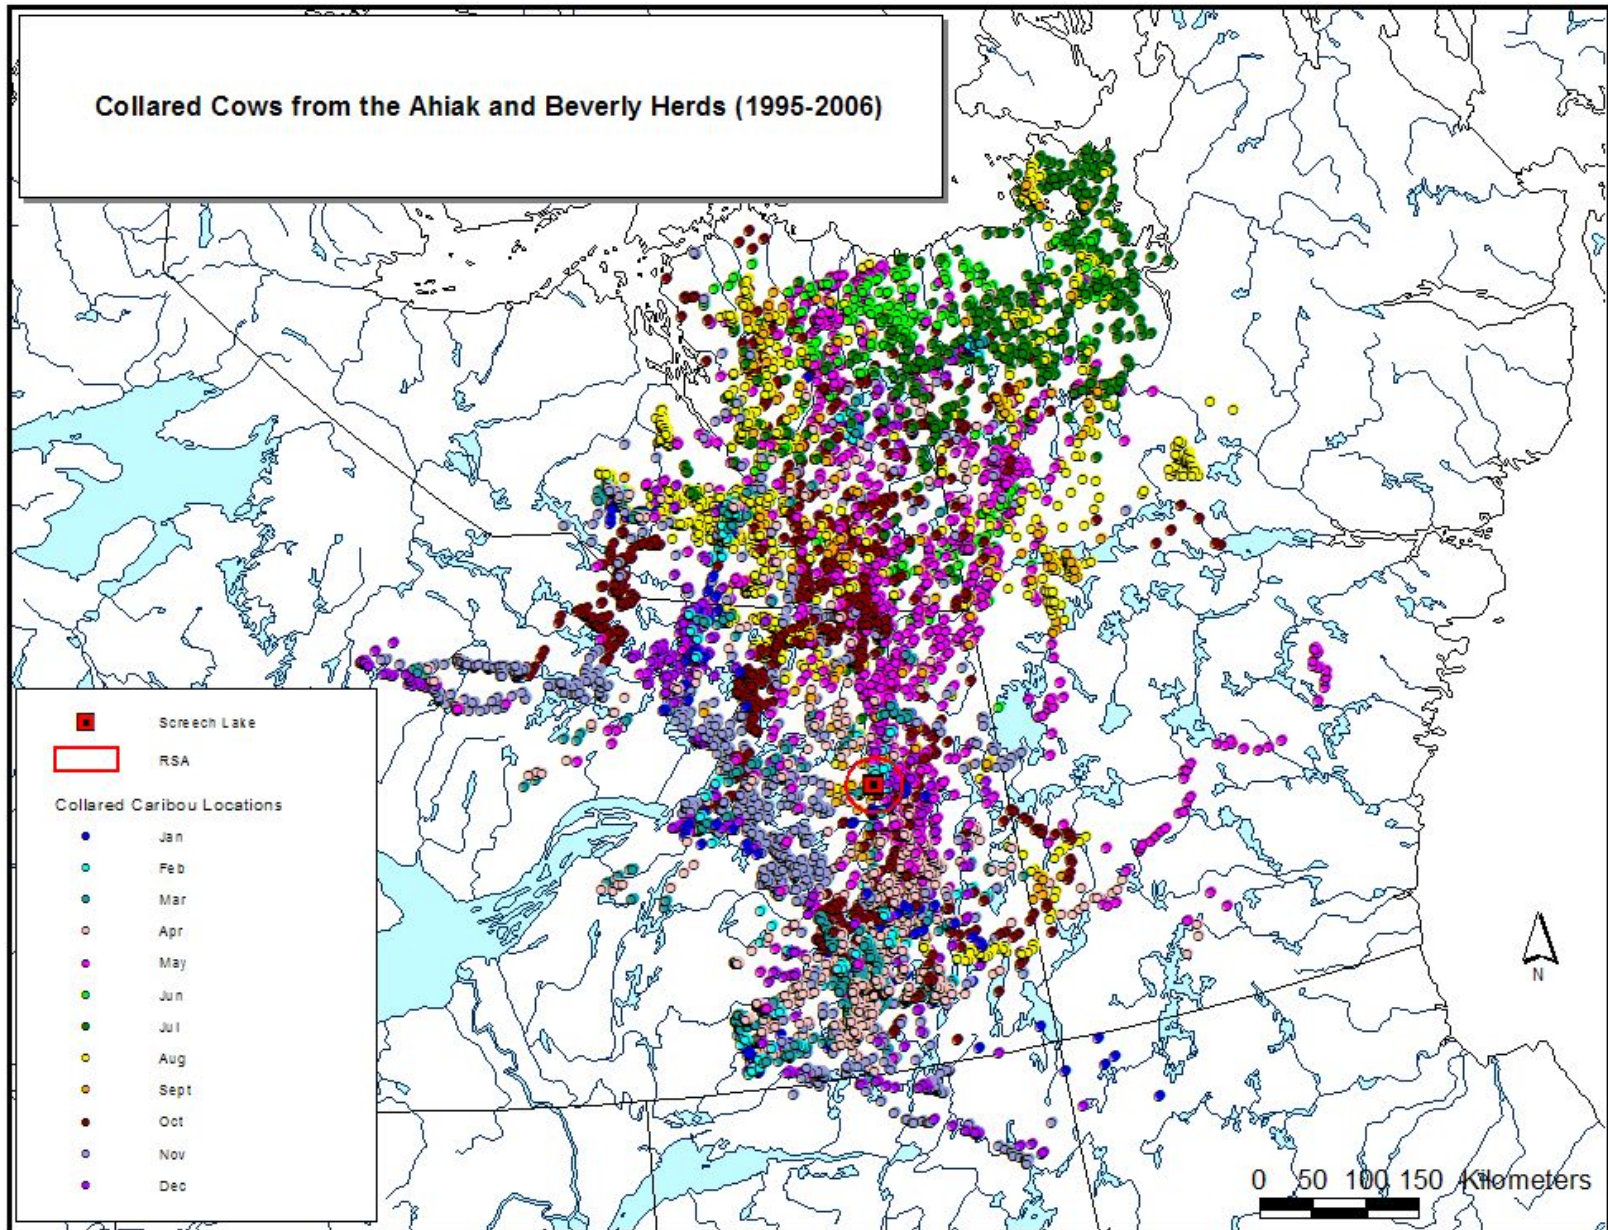 Collared Cows from the Ahiak and Beverly Herds (1995-2006)
Screech Lake
RSA
Collared Caribou Locations
Jan
Feb
Mar
Apr
May
Jun
Jul
Aug
Sept
Oct
Nov
Dec
N
0 50 100 150 Kilometers